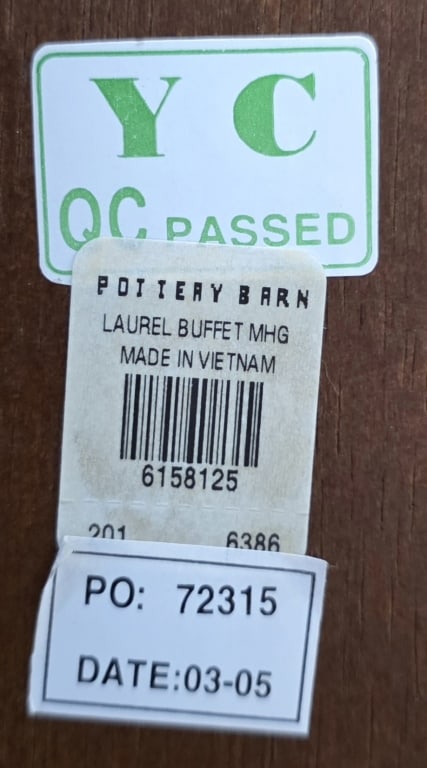 Y C
QC PASSED
POTTERY BARN
LAUREL BUFFET MHG
MADE IN VIETNAM
6158125
201 6386
PO: 72315
DATE:03-05